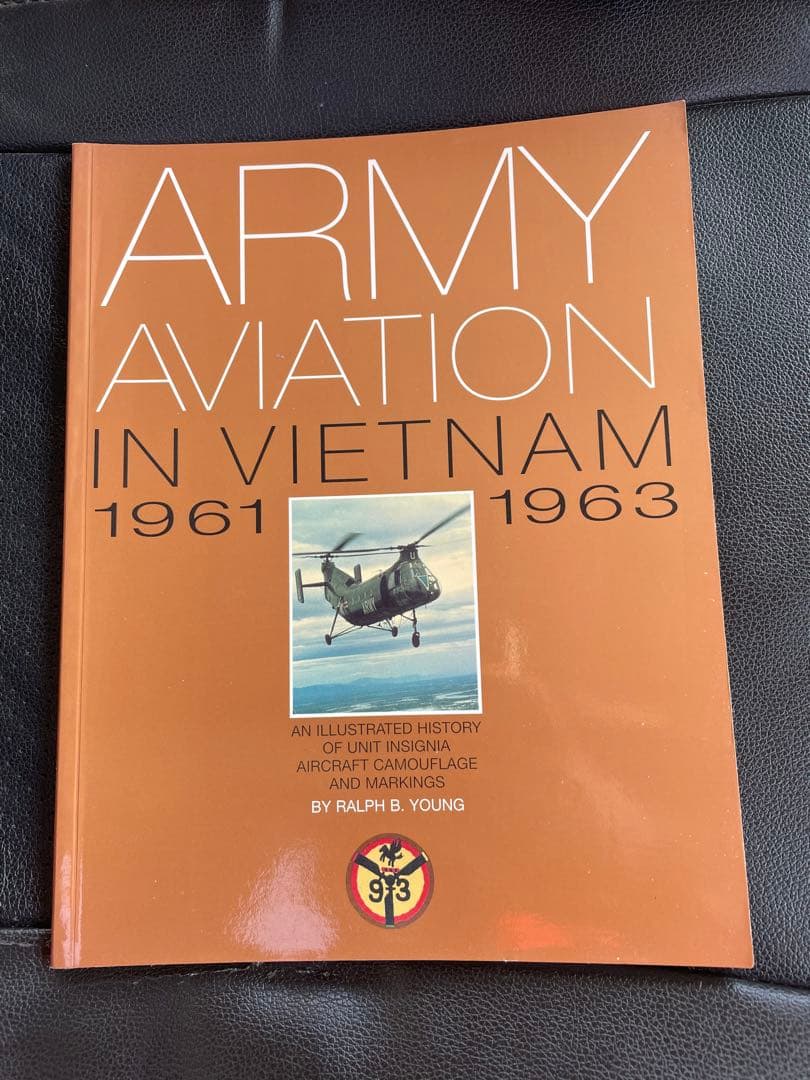 ARMY
AVIATION
IN VIETNAM
1961 1963
ARMY
AN ILLUSTRATED HISTORY
OF UNIT INSIGNIA
AIRCRAFT CAMOUFLAGE
AND MARKINGS
BY RALPH B. YOUNG
93